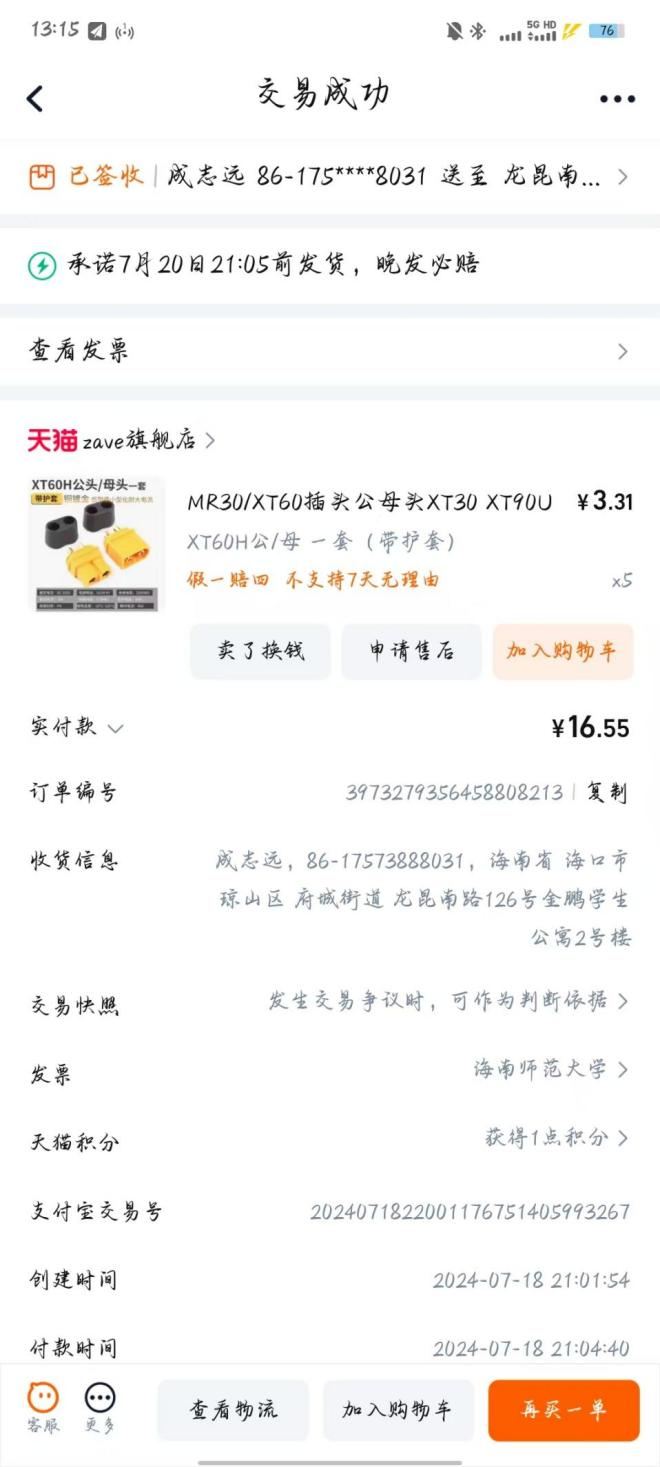 13:15
5G HD
76
交易成功
已签收 | 成志远 86-175****8031 送至 龙昆南...
承诺7月20日21:05前发货，晚发必赔
查看发票
天猫 zave旗舰店
XT60H公头/母头一套
带护套
MR30/XT60插头公母头XT30 XT90U ¥3.31
XT60H公/母 一套（带护套）
假一赔四 不支持7天无理由 x5
卖了换钱 申请售后 加入购物车
实付款 ¥16.55
订单编号 3973279356458808213 | 复制
收货信息 成志远，86-17573888031，海南省 海口市
琼山区 府城街道 龙昆南路126号金鹏学生
公寓2号楼
交易快照 发生交易争议时，可作为判断依据
发票 海南师范大学
天猫积分 获得1点积分
支付宝交易号 2024071822001176751405993267
创建时间 2024-07-18 21:01:54
付款时间 2024-07-18 21:04:40
客服 更多 查看物流 加入购物车 再买一单